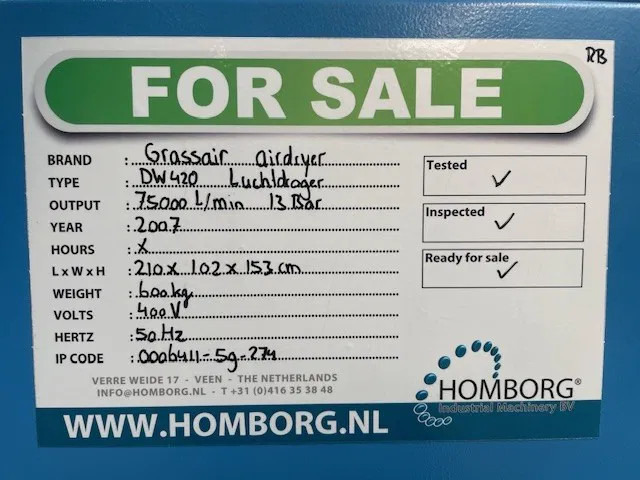 RB
FOR SALE
BRAND : Grassair airdryer
TYPE : DW420 Luchtdroger
OUTPUT : 75000 L/min 13 Bar
YEAR : 2007
HOURS : X
L x W x H : 210 x 102 x 153 cm
WEIGHT : 600 kg
VOLTS : 400V
HERTZ : 50 Hz
IP CODE : 0006411-59-274
Tested ✓
Inspected ✓
Ready for sale ✓
VERRE WEIDE 17 - VEEN - THE NETHERLANDS
INFO@HOMBORG.NL - T +31 (0)416 35 38 48
HOMBORG®
Industrial Machinery BV
WWW.HOMBORG.NL